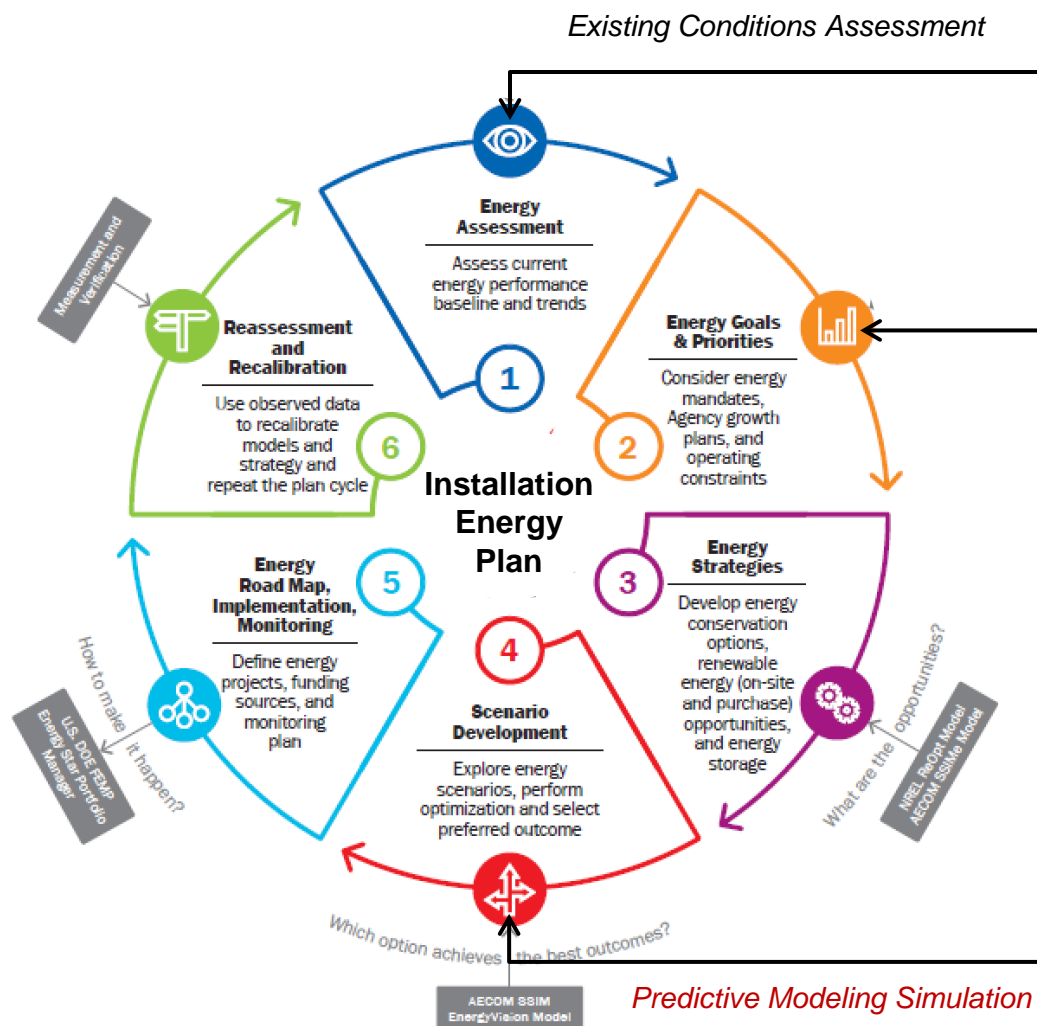 Existing Conditions Assessment
Energy
Assessment
Assess current
energy performance
baseline and trends
1
Energy Goals
& Priorities
Consider energy
mandates,
Agency growth
plans, and
operating
constraints
2
Energy
Strategies
Develop energy
conservation
options,
renewable
energy (on-site
and purchase)
opportunities,
and energy
storage
3
What are the opportunities?
NREL ReOpt Model
AECOM SSIMe Model
4
Scenario
Development
Explore energy
scenarios, perform
optimization and select
preferred outcome
Which option achieves the best outcomes?
AECOM SSIM
EnergyVision Model
Predictive Modeling Simulation
5
Energy
Road Map,
Implementation,
Monitoring
Define energy
projects, funding
sources, and
monitoring
plan
How to make it happen?
U.S. DOE FEMP
Energy Star Portfolio
Manager
6
Reassessment
and
Recalibration
Use observed data
to recalibrate
models and
strategy and
repeat the plan cycle
Measurement and
Verification
Installation
Energy
Plan